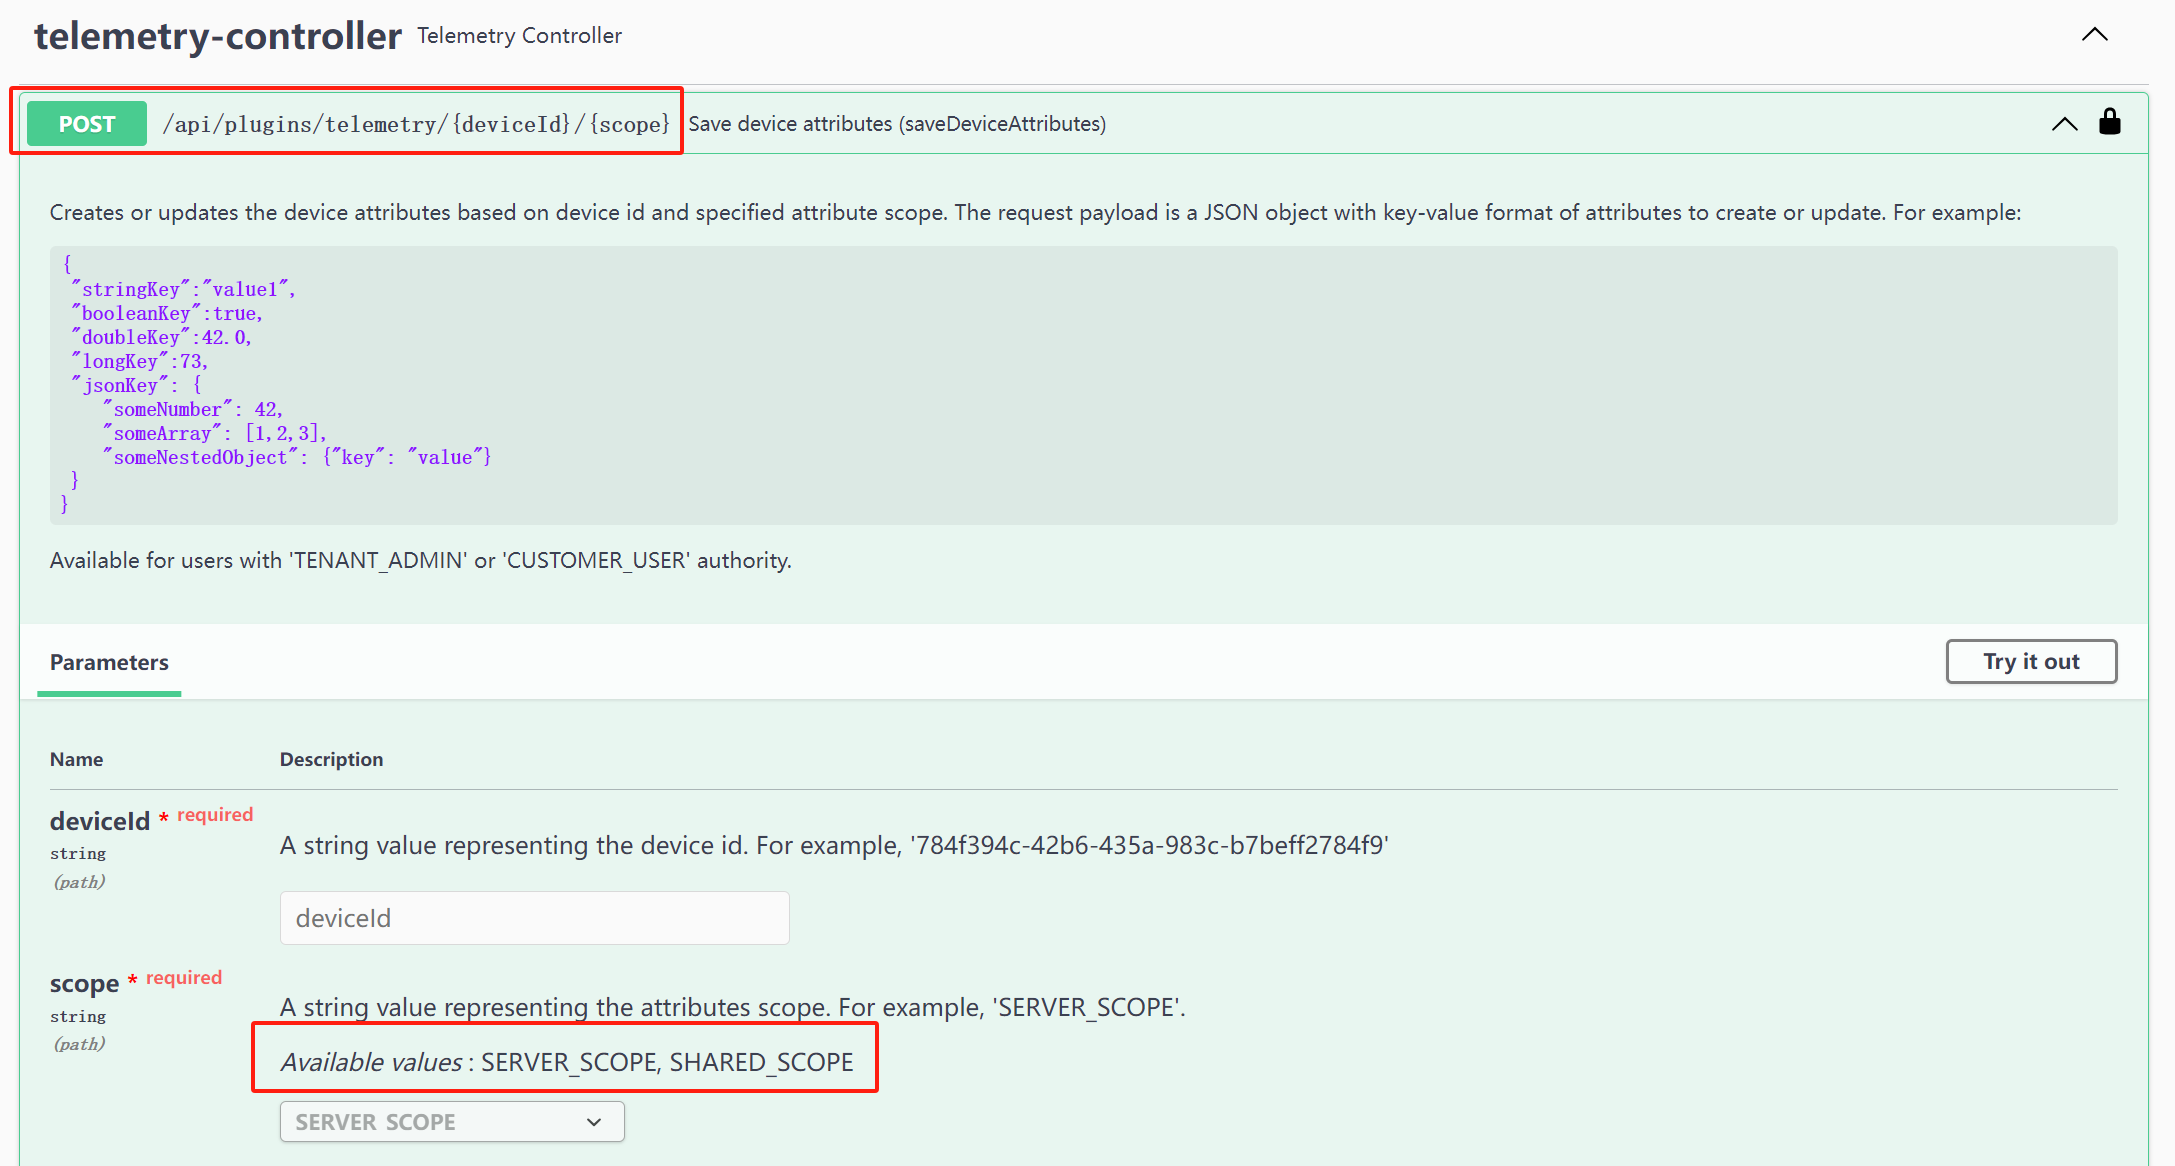 telemetry-controller Telemetry Controller
POST /api/plugins/telemetry/{deviceId}/{scope} Save device attributes (saveDeviceAttributes)
Creates or updates the device attributes based on device id and specified attribute scope. The request payload is a JSON object with key-value format of attributes to create or update. For example:
{
"stringKey":"value1",
"booleanKey":true,
"doubleKey":42.0,
"longKey":73,
"jsonKey": {
"someNumber": 42,
"someArray": [1,2,3],
"someNestedObject": {"key": "value"}
}
}
Available for users with 'TENANT_ADMIN' or 'CUSTOMER_USER' authority.
Parameters
Try it out
Name Description
deviceId * required
string
(path)
A string value representing the device id. For example, '784f394c-42b6-435a-983c-b7beff2784f9'
deviceId
scope * required
string
(path)
A string value representing the attributes scope. For example, 'SERVER_SCOPE'.
Available values : SERVER_SCOPE, SHARED_SCOPE
SERVER_SCOPE